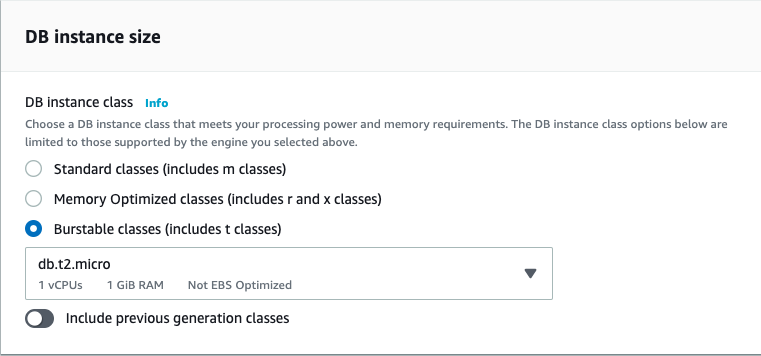 DB instance size
DB instance class Info
Choose a DB instance class that meets your processing power and memory requirements. The DB instance class options below are
limited to those supported by the engine you selected above.
Standard classes (includes m classes)
Memory Optimized classes (includes r and x classes)
Burstable classes (includes t classes)
db.t2.micro
1 vCPUs 1 GiB RAM Not EBS Optimized
Include previous generation classes